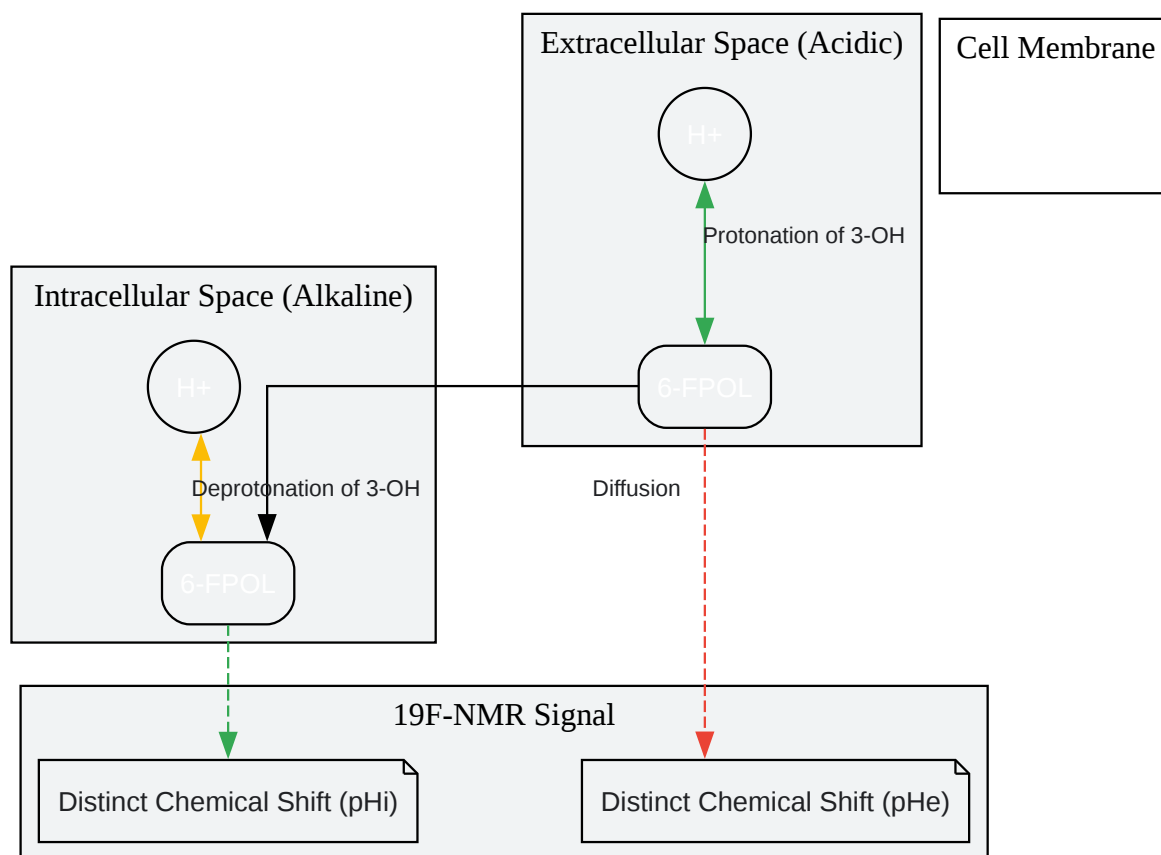 Extracellular Space (Acidic)
Cell Membrane
H+
Protonation of 3-OH
Intracellular Space (Alkaline)
H+
6-FPOL
Deprotonation of 3-OH
Diffusion
6-FPOL
19F-NMR Signal
Distinct Chemical Shift (pHi)
Distinct Chemical Shift (pHe)